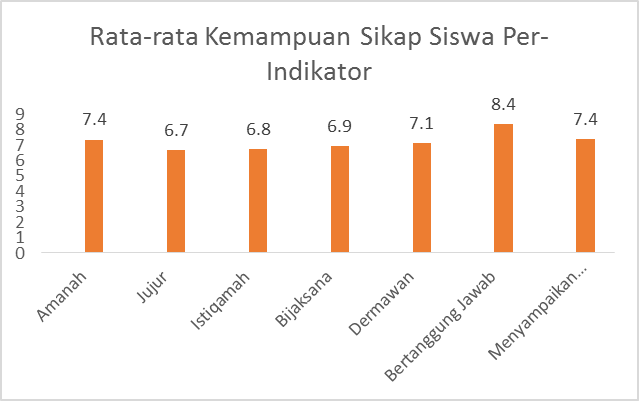 Rata-rata Kemampuan Sikap Siswa Per-
Indikator
9
8
7
6
5
4
3
2
1
0
7.4
6.7
6.8
6.9
7.1
8.4
7.4
Amanah
Jujur
Istiqamah
Bijaksana
Dermawan
Bertanggung Jawab
Menyampaikan...